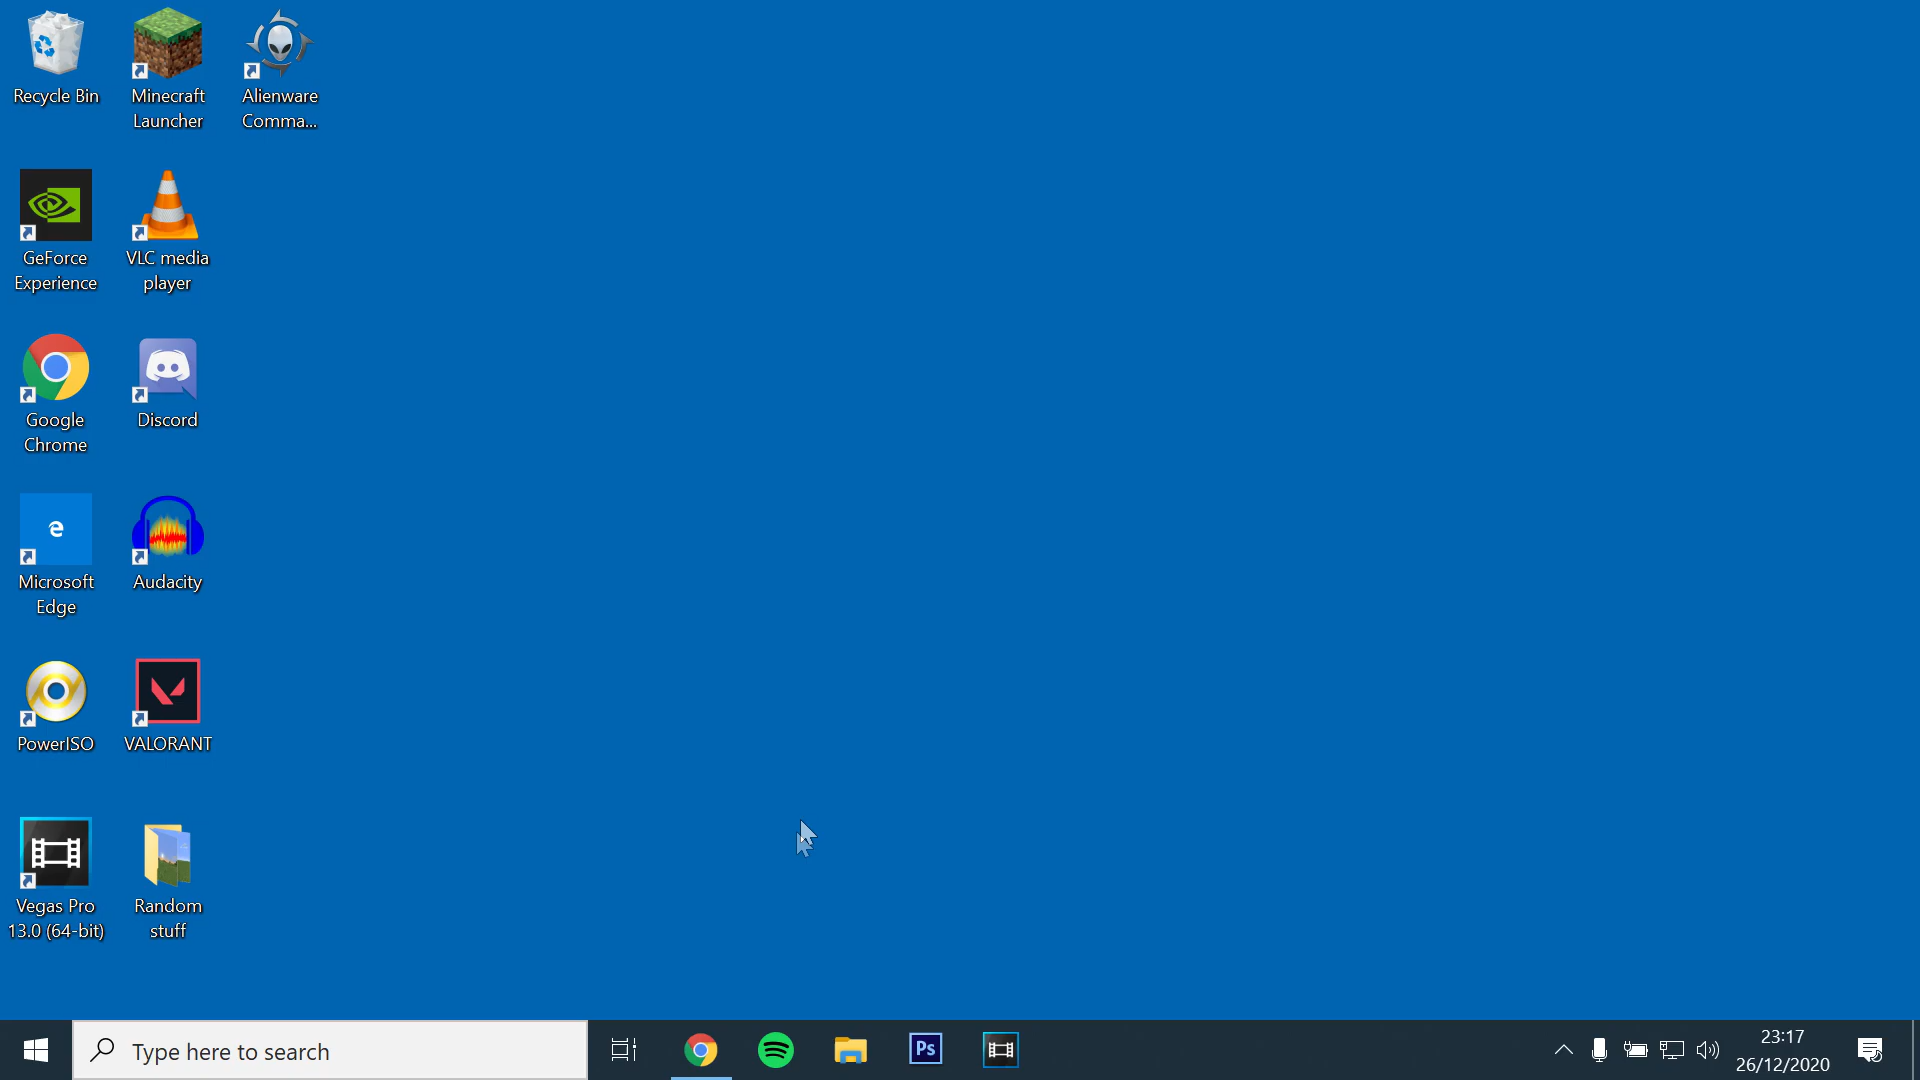 Recycle Bin
Minecraft
Launcher
Alienware
Comma...
GeForce
Experience
VLC media
player
Google
Chrome
Discord
e
Microsoft
Edge
Audacity
PowerISO
VALORANT
Vegas Pro
13.0 (64-bit)
Random
stuff
Type here to search
Ps
23:17
26/12/2020